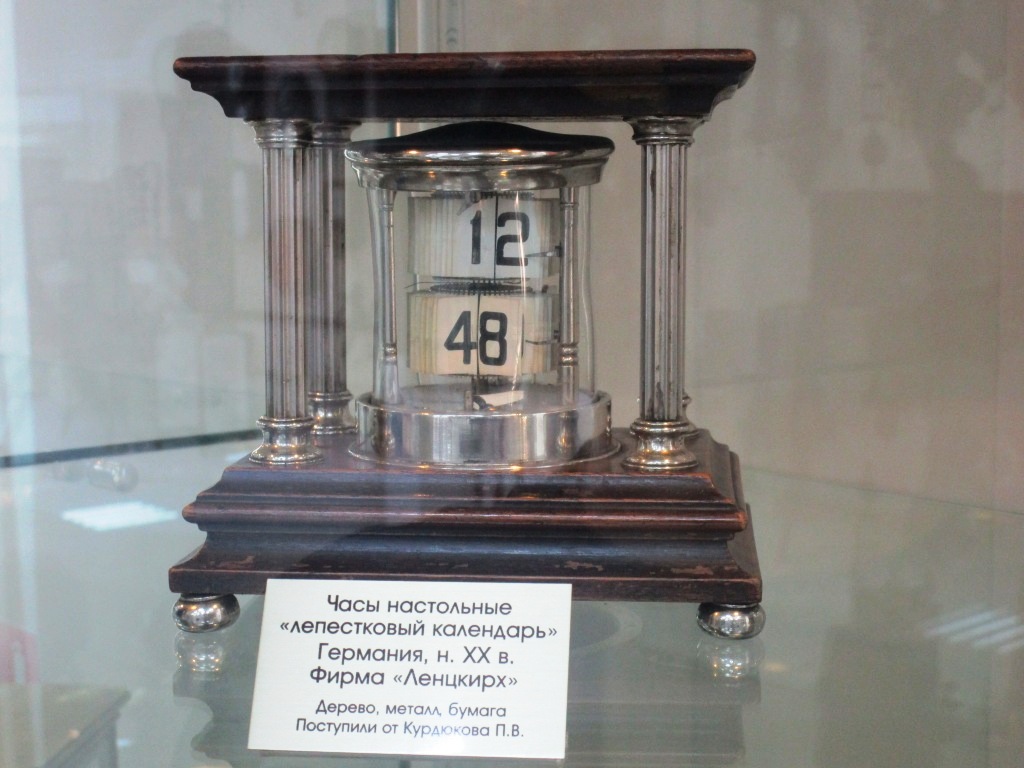 12
48
Часы настольные
«лепестковый календарь»
Германия, н. XX в.
Фирма «Ленцкирх»
Дерево, металл, бумага
Поступили от Курдюкова П.В.